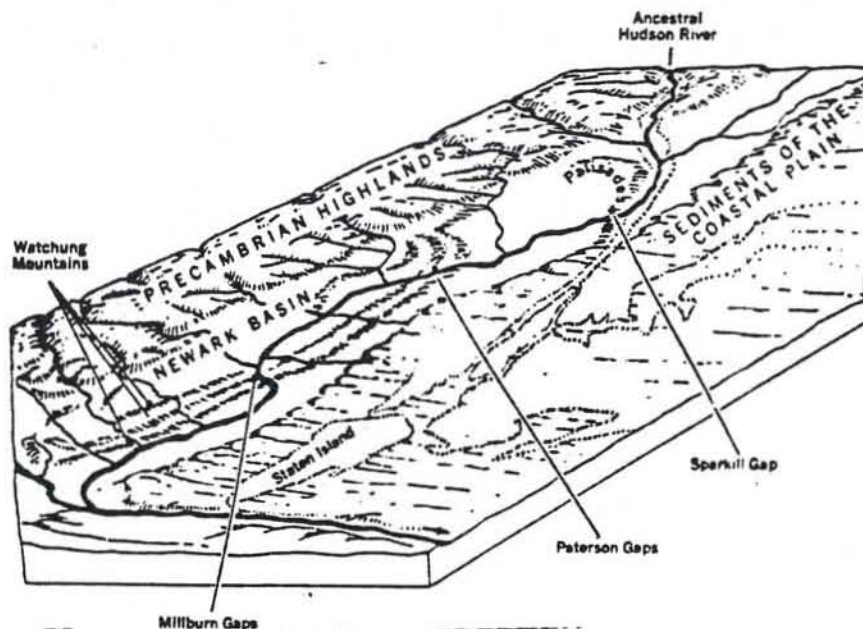 Ancestral
Hudson River
Palisades
SEDIMENTS OF THE
COASTAL PLAIN
PRECAMBRIAN HIGHLANDS
Watchung
Mountains
NEWARK BASIN
Staten Island
Sparkill Gap
Paterson Gaps
Millburn Gaps